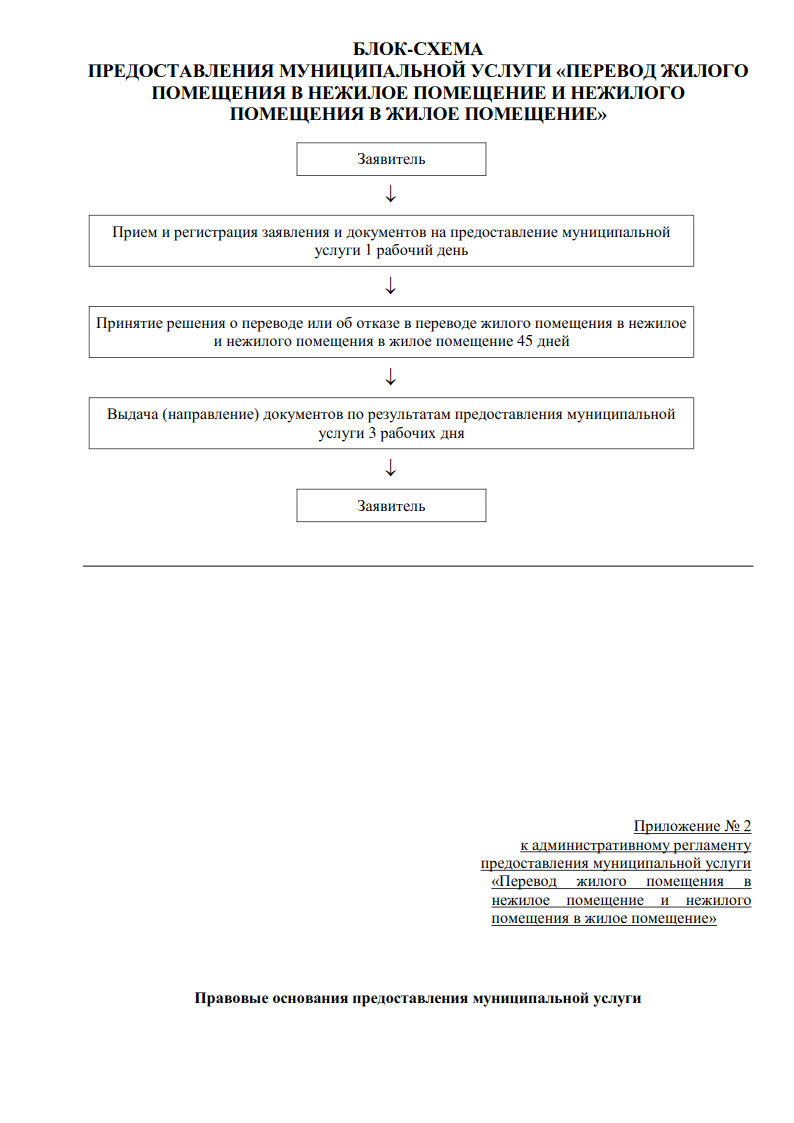 БЛОК-СХЕМА
ПРЕДОСТАВЛЕНИЯ МУНИЦИПАЛЬНОЙ УСЛУГИ «ПЕРЕВОД ЖИЛОГО
ПОМЕЩЕНИЯ В НЕЖИЛОЕ ПОМЕЩЕНИЕ И НЕЖИЛОГО
ПОМЕЩЕНИЯ В ЖИЛОЕ ПОМЕЩЕНИЕ»
Заявитель
↓
Прием и регистрация заявления и документов на предоставление муниципальной
услуги 1 рабочий день
↓
Принятие решения о переводе или об отказе в переводе жилого помещения в нежилое
и нежилого помещения в жилое помещение 45 дней
↓
Выдача (направление) документов по результатам предоставления муниципальной
услуги 3 рабочих дня
↓
Заявитель
Приложение № 2
к административному регламенту
предоставления муниципальной услуги
«Перевод жилого помещения в
нежилое помещение и нежилого
помещения в жилое помещение»
Правовые основания предоставления муниципальной услуги